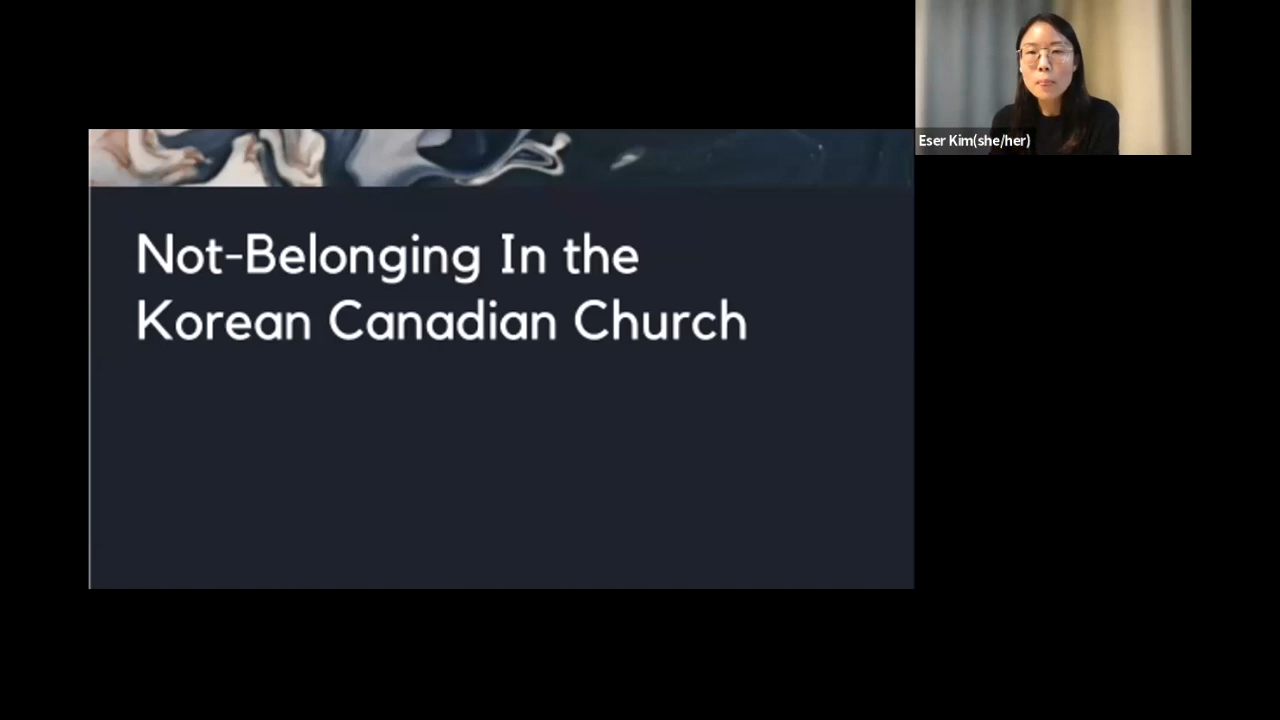 Eser Kim(she/her)
Not-Belonging In the
Korean Canadian Church